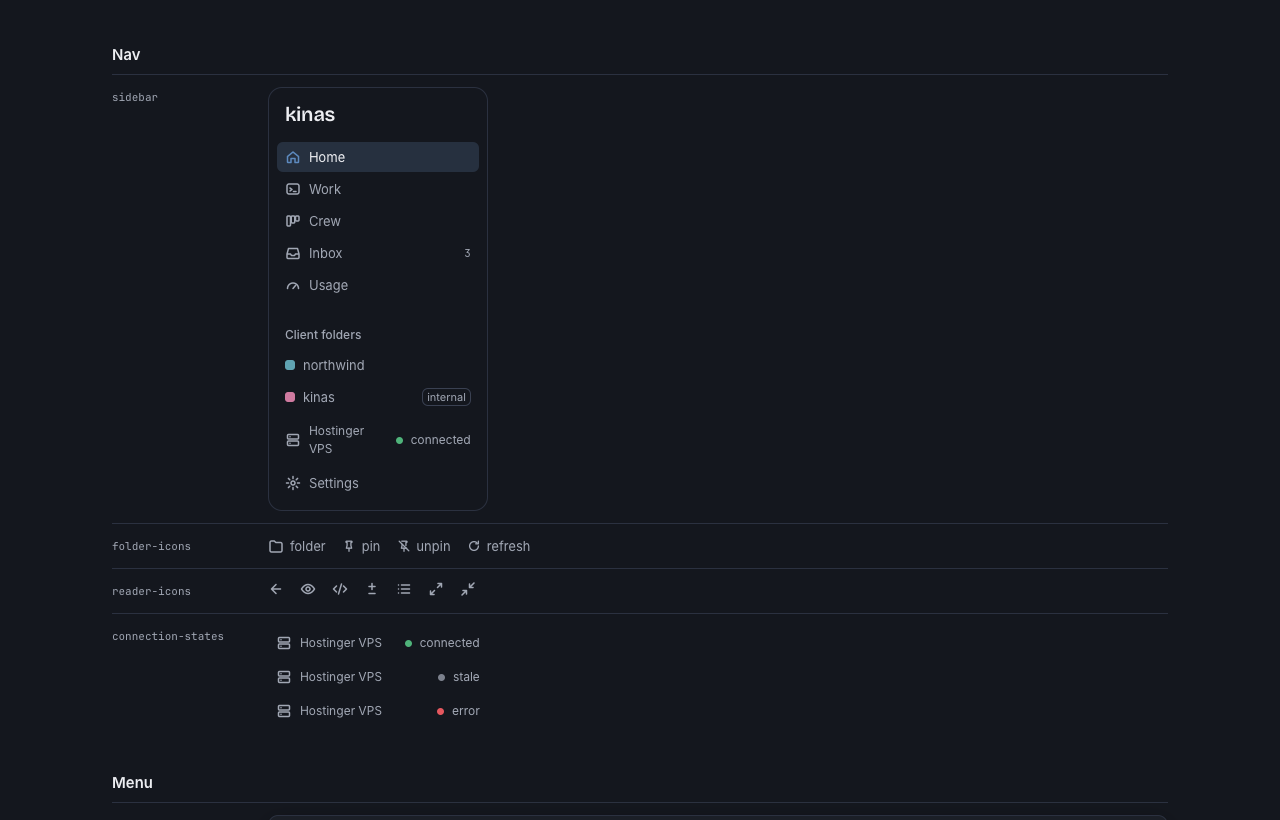 Nav
sidebar
kinas
Home
Work
Crew
Inbox 3
Usage
Client folders
northwind
kinas internal
Hostinger
VPS
connected
Settings
folder-icons folder pin unpin refresh
reader-icons
connection-states
Hostinger VPS connected
Hostinger VPS stale
Hostinger VPS error
Menu